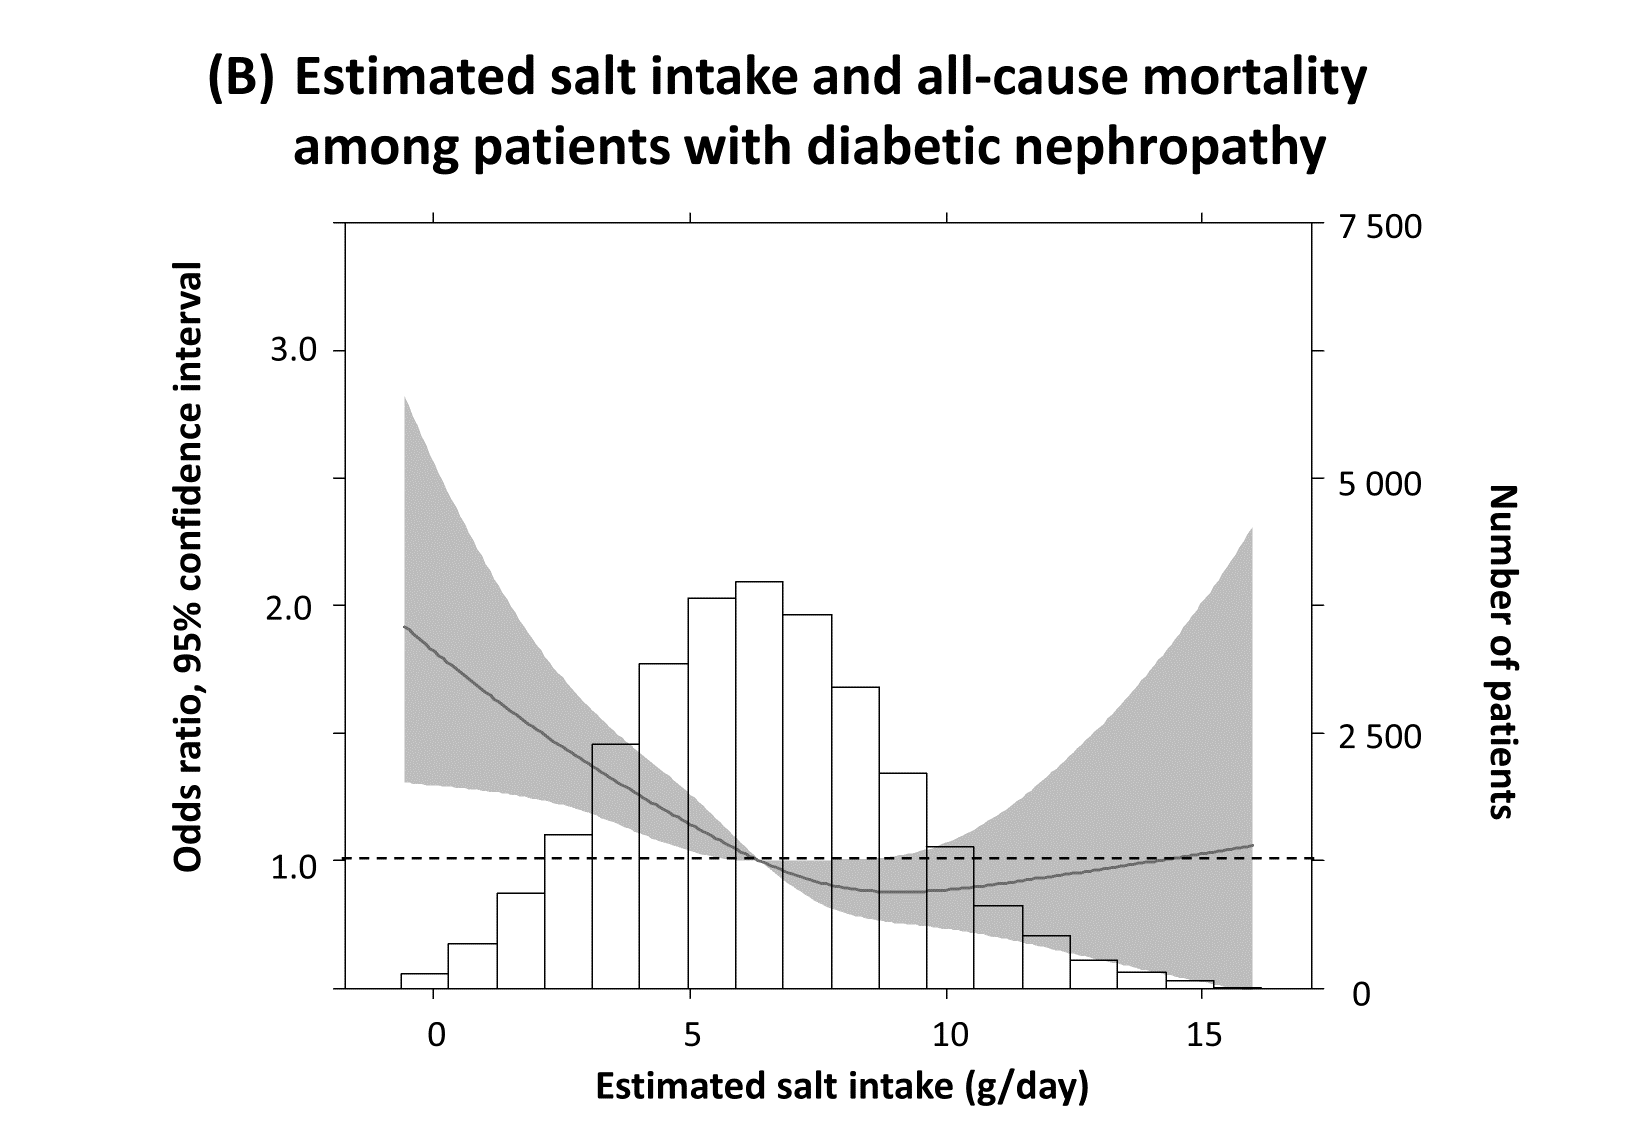 (B) Estimated salt intake and all-cause mortality
among patients with diabetic nephropathy
Odds ratio, 95% confidence interval
3.0
2.0
1.0
7 500
5 000
2 500
0
Number of patients
0 5 10 15
Estimated salt intake (g/day)